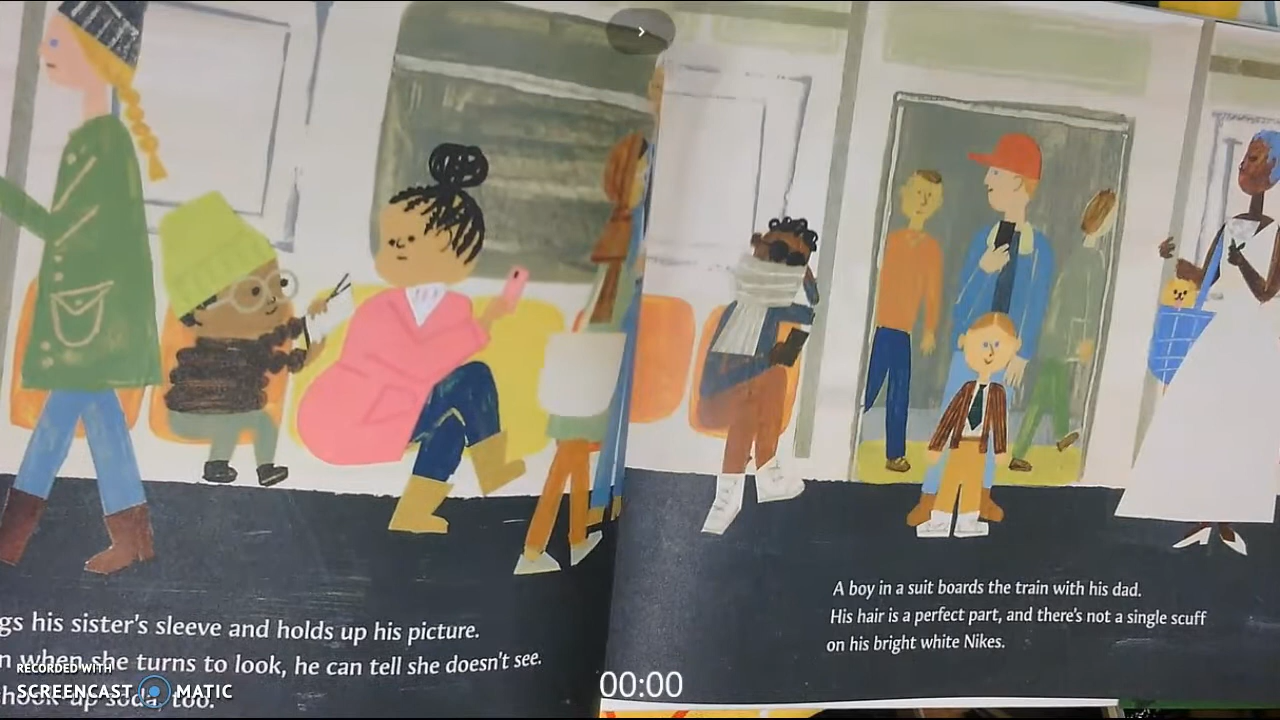 gs his sister's sleeve and holds up his picture.
n when she turns to look, he can tell she doesn't see.
too.
A boy in a suit boards the train with his dad.
His hair is a perfect part, and there's not a single scuff
on his bright white Nikes.
RECORDED WITH
SCREENCAST MATIC
00:00